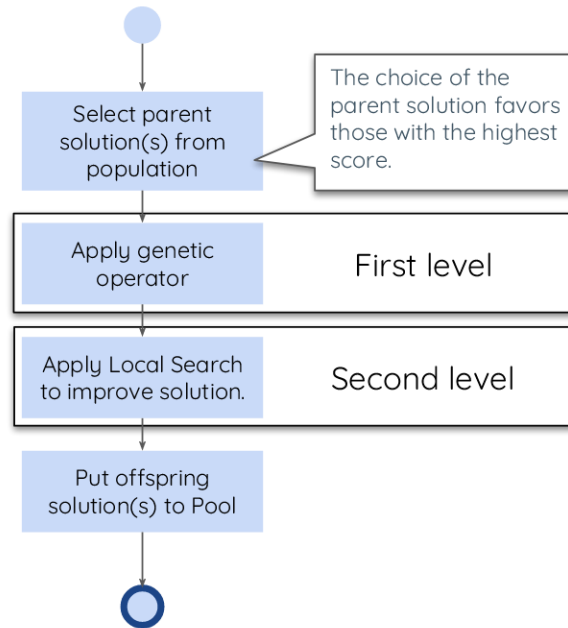 Select parent
solution(s) from
population
The choice of the
parent solution favors
those with the highest
score.
Apply genetic
operator
First level
Apply Local Search
to improve solution.
Second level
Put offspring
solution(s) to Pool